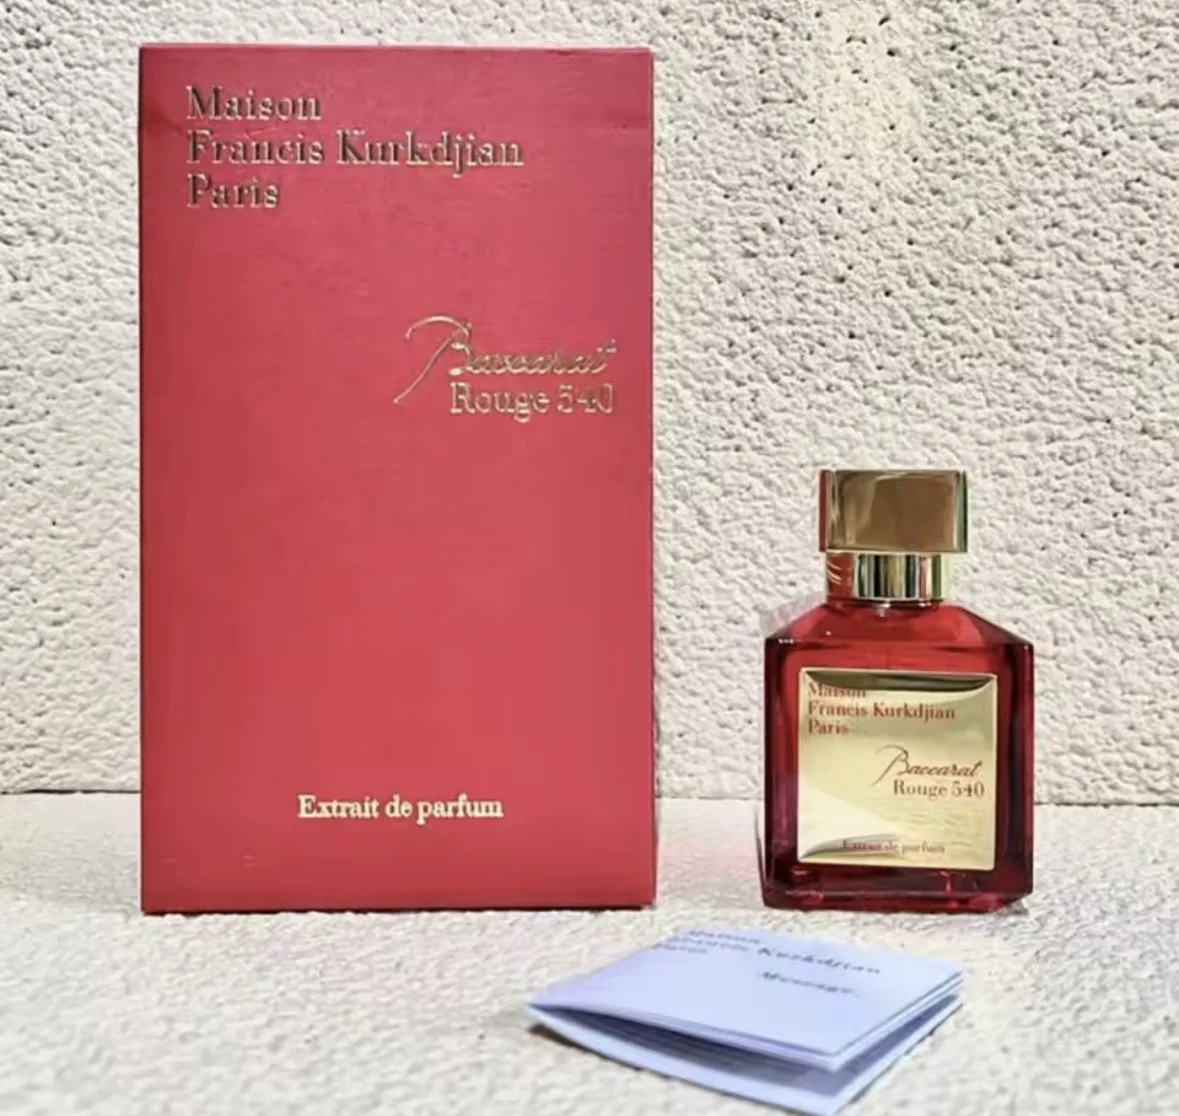 Maison
Francis Kurkdjian
Paris
Baccarat
Rouge 540
Extrait de parfum
Maison
Francis Kurkdjian
Paris
Baccarat
Rouge 540
Extrait de parfum
Maison
Francis Kurkdjian
Paris
Message